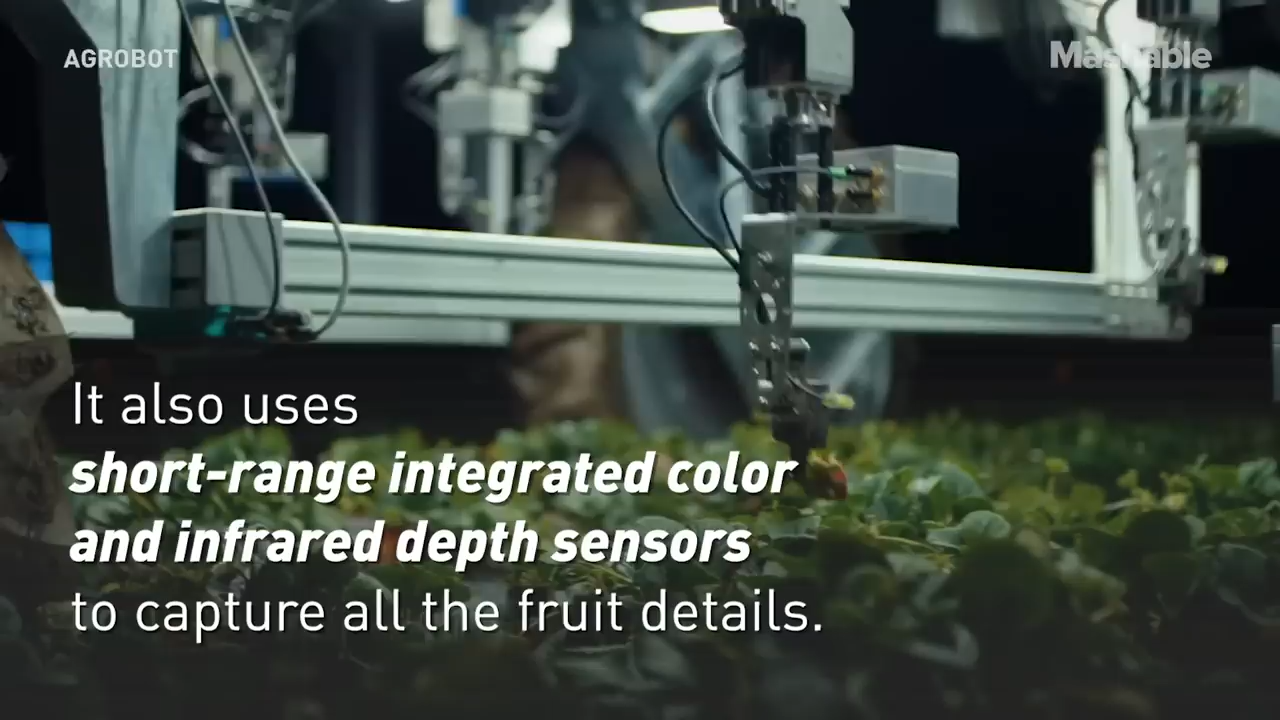 AGROBOT
Mashable
It also uses
short-range integrated color
and infrared depth sensors
to capture all the fruit details.